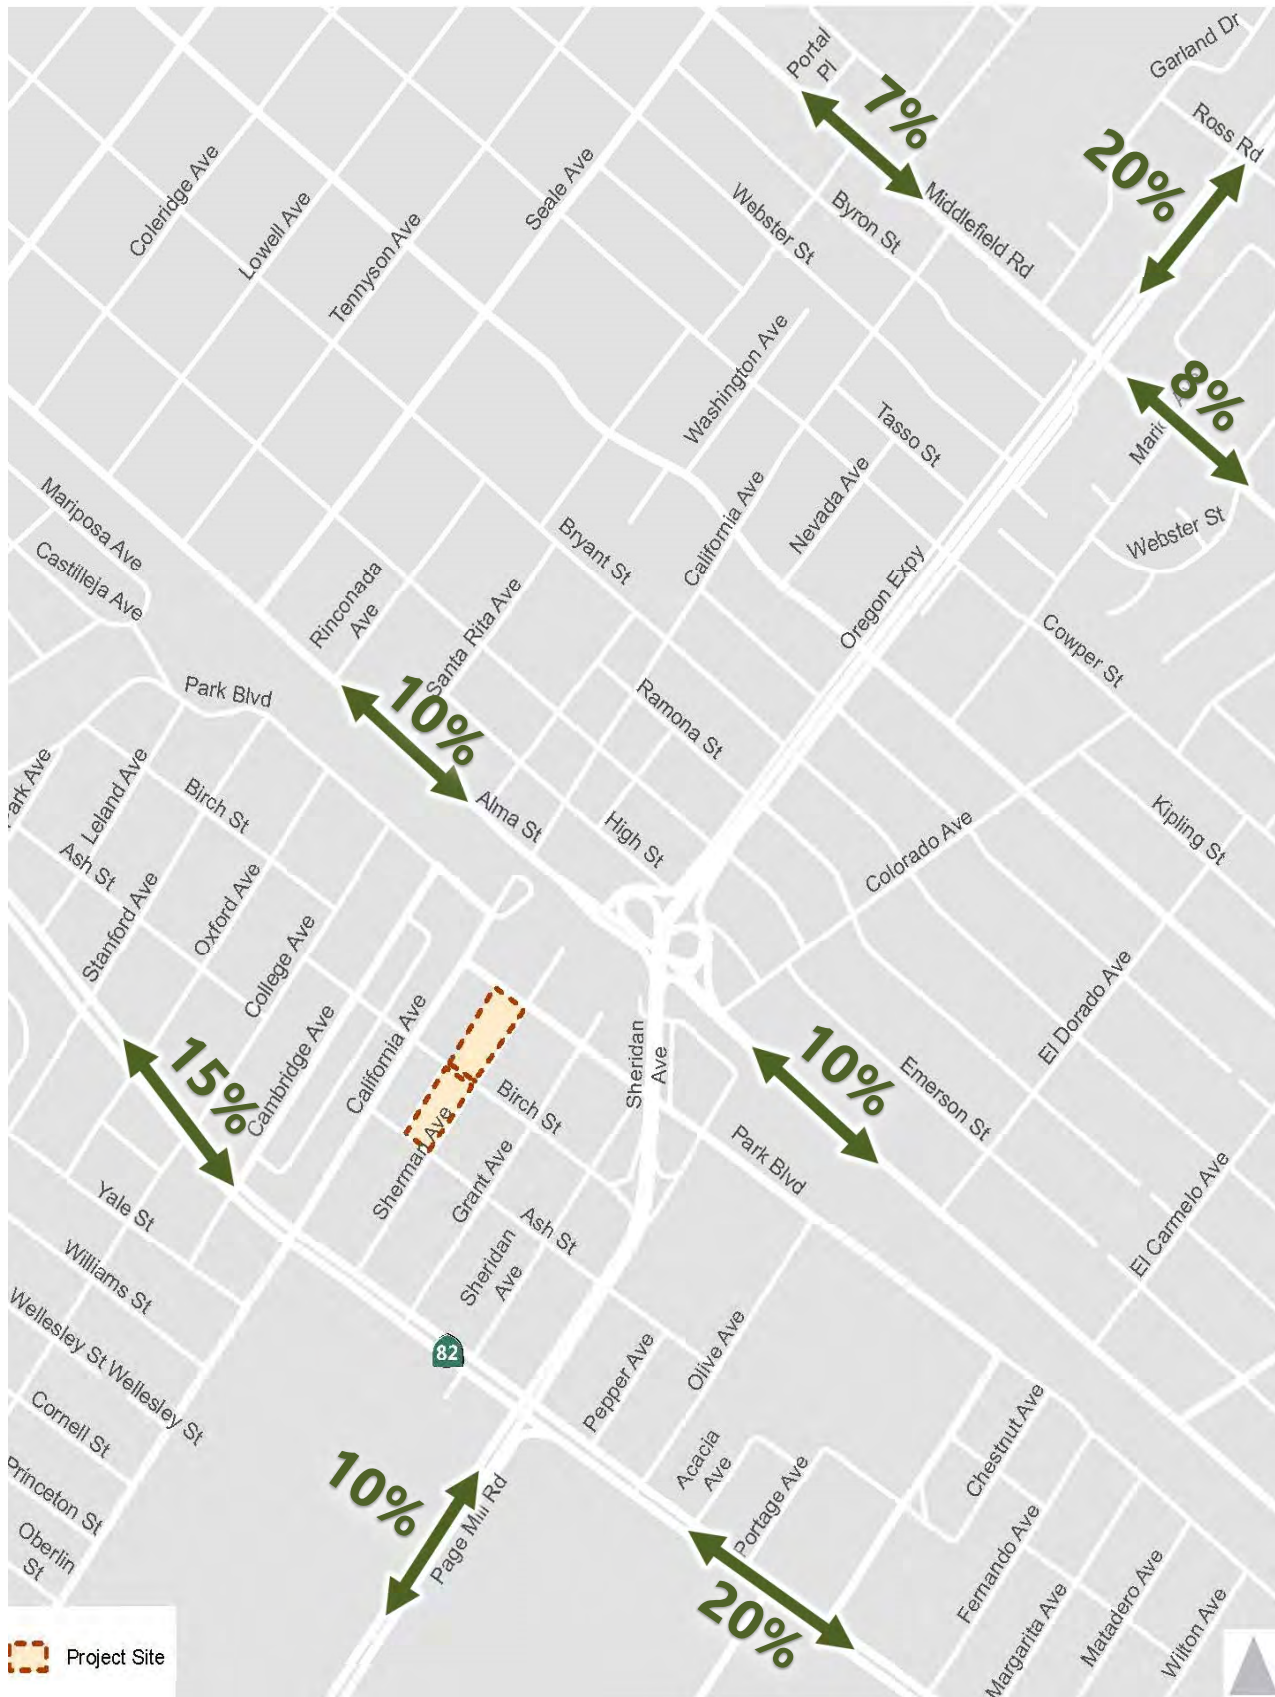 Garland Dr
Portal
Pl
7%
Ross Rd
20%
Coleridge Ave
Lowell Ave
Tennyson Ave
Seale Ave
Webster St
Byron St
Middlefield Rd
Washington Ave
8%
Tasso St
Mariposa Ave
Castilleja Ave
California Ave
Nevada Ave
Webster St
Bryant St
Rinconada
Ave
Santa Rita Ave
Oregon Expy
Cowper St
Park Blvd
10%
Ramona St
Leland Ave
Birch St
Alma St
High St
Colorado Ave
Kipling St
Ash St
Stanford Ave
Oxford Ave
College Ave
El Dorado Ave
15%
Cambridge Ave
California Ave
Sheridan
Ave
10%
Emerson St
Birch St
Sherman Ave
Grant Ave
Park Blvd
El Carmelo Ave
Yale St
Ash St
Williams St
Sheridan
Ave
Wellesley St
Wellesley St
82
Pepper Ave
Olive Ave
Cornell St
Chestnut Ave
Princeton St
Acacia
Ave
Portage Ave
10%
Page Mill Rd
Oberlin
St
Fernando Ave
20%
Margarita Ave
Matadero Ave
Wilton Ave
Project Site